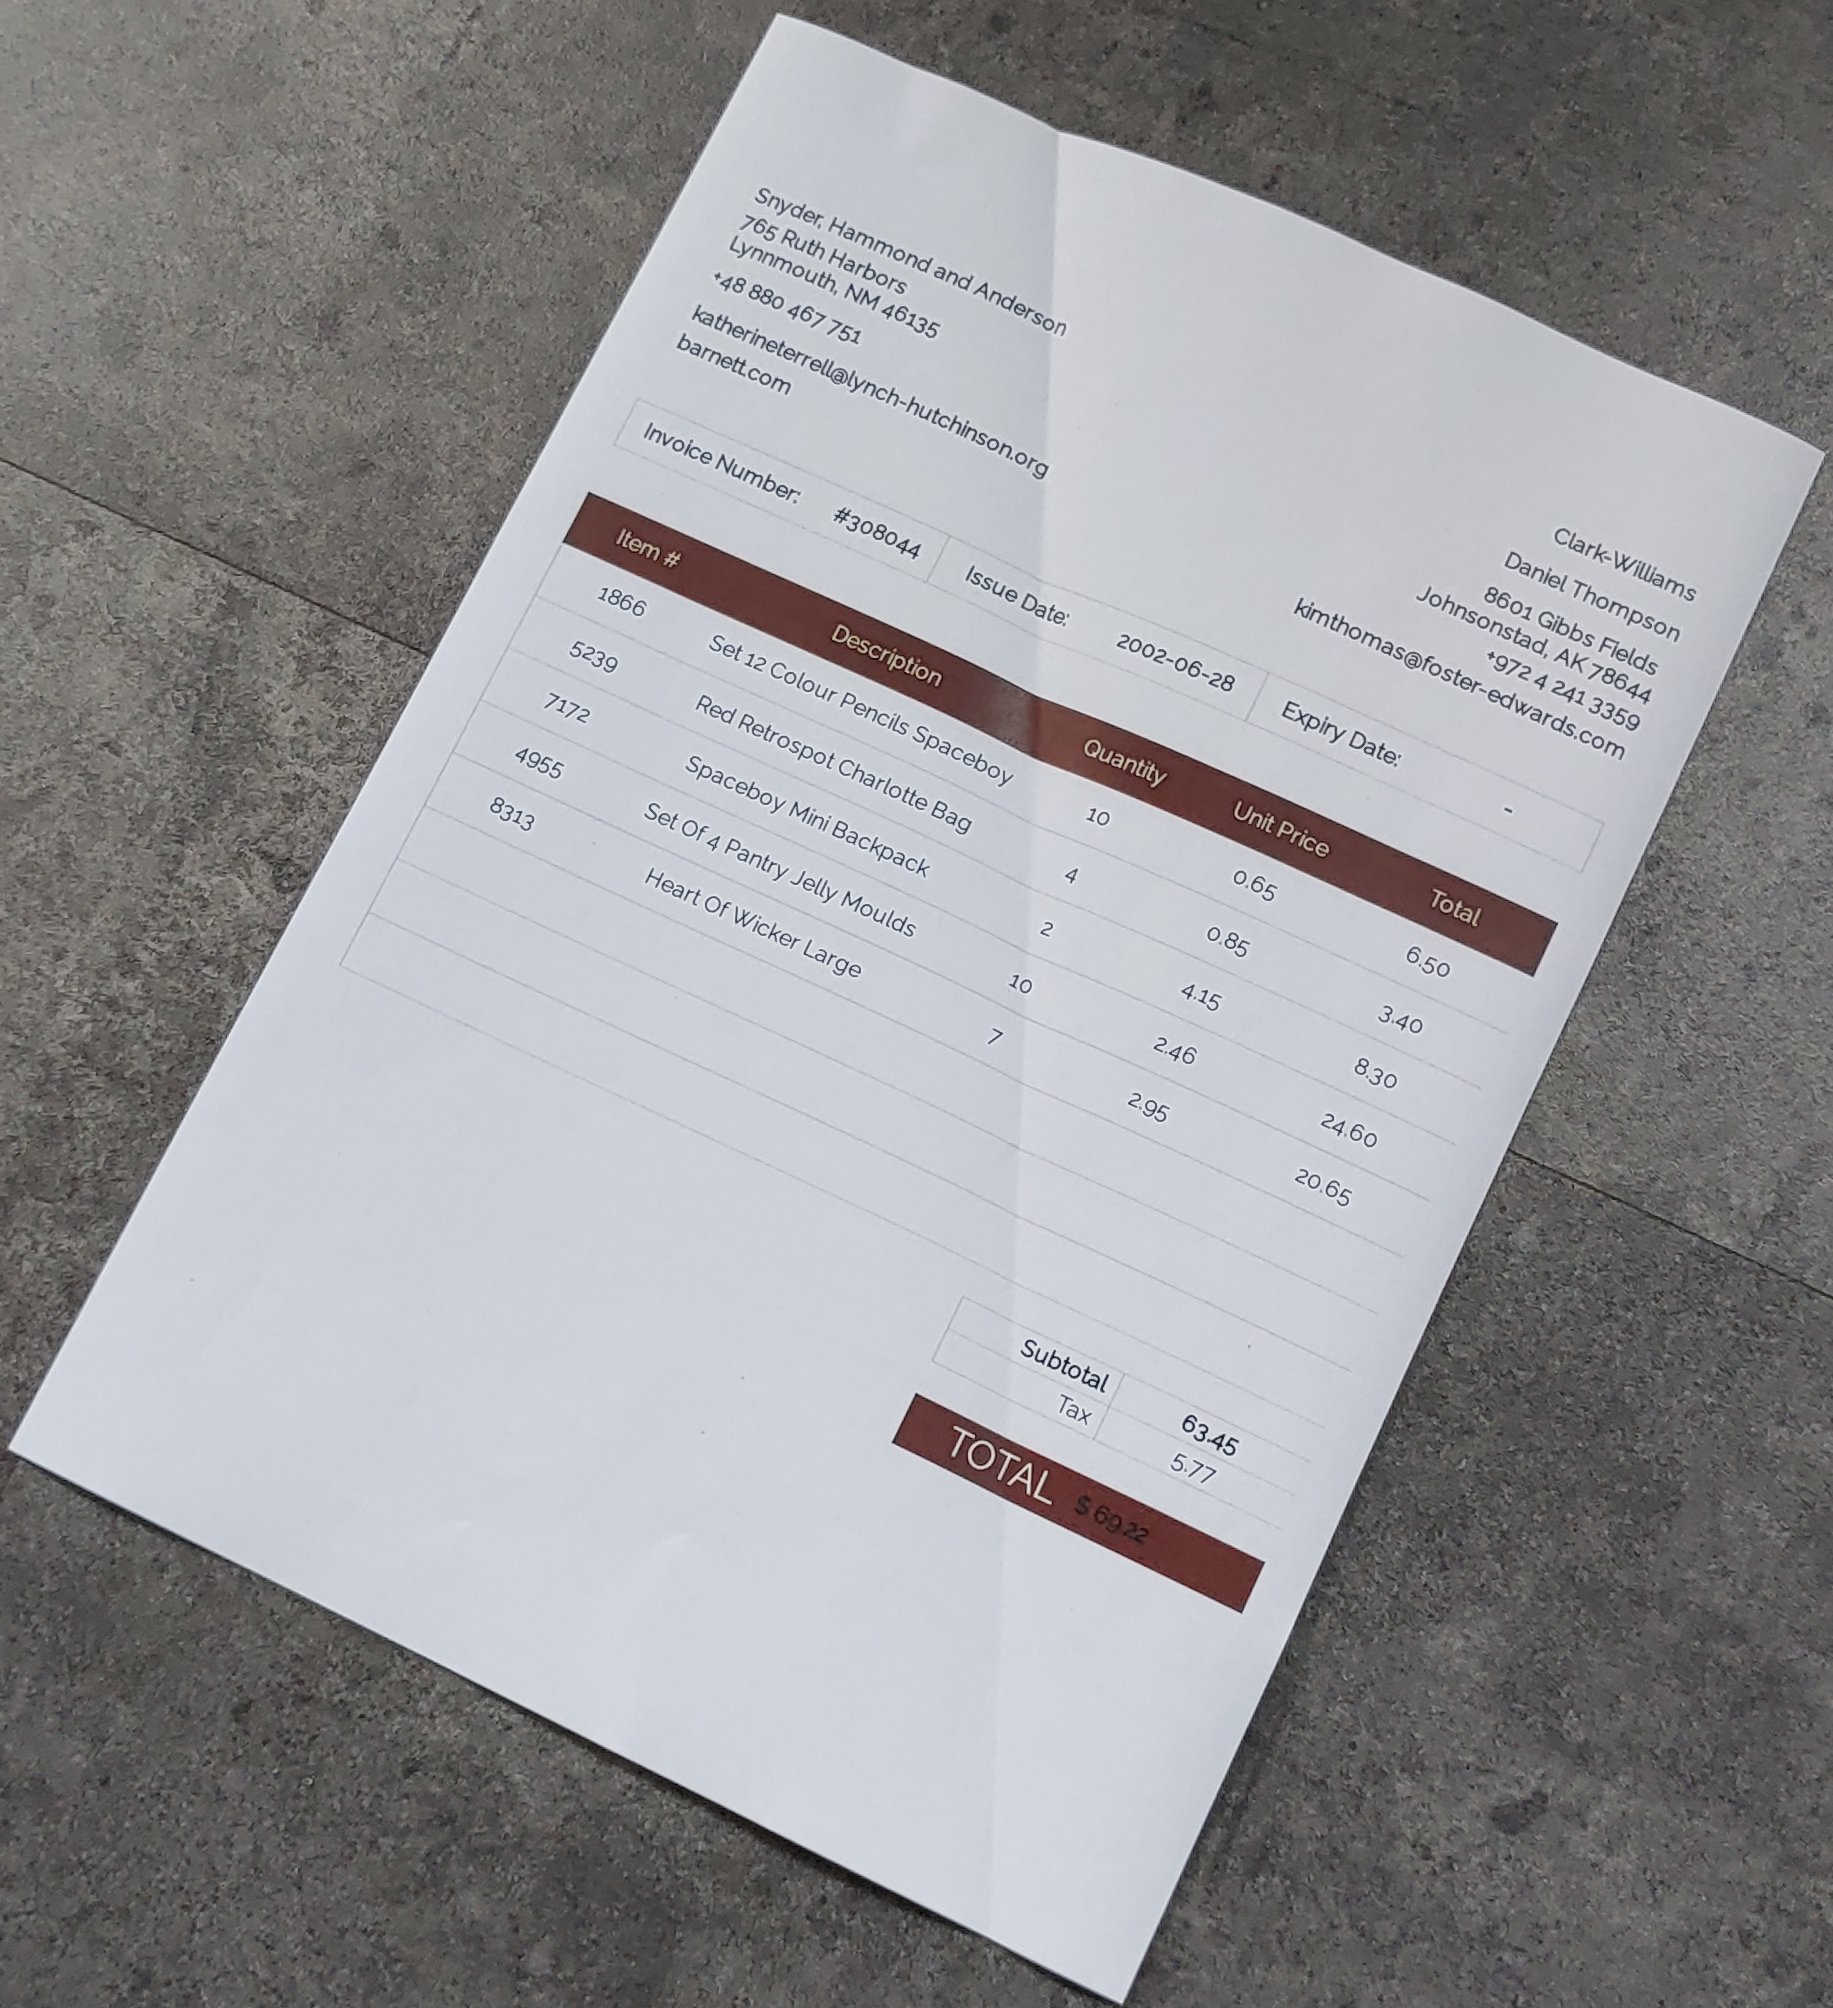 Snyder, Hammond and Anderson
765 Ruth Harbors
Lynnmouth, NM 46135
+48 880 467 751
katherineterrell@lynch-hutchinson.org
barnett.com
Clark-Williams
Daniel Thompson
8601 Gibbs Fields
Johnsonstad, AK 78644
+972 4 241 3359
kimthomas@foster-edwards.com
Invoice Number: #308044 Issue Date: 2002-06-28 Expiry Date: -
Item # Description Quantity Unit Price Total
1866 Set 12 Colour Pencils Spaceboy 10 0.65 6.50
5239 Red Retrospot Charlotte Bag 4 0.85 3.40
7172 Spaceboy Mini Backpack 2 4.15 8.30
4955 Set Of 4 Pantry Jelly Moulds 10 2.46 24.60
8313 Heart Of Wicker Large 7 2.95 20.65
Subtotal 63.45
Tax 5.77
TOTAL $ 69.22